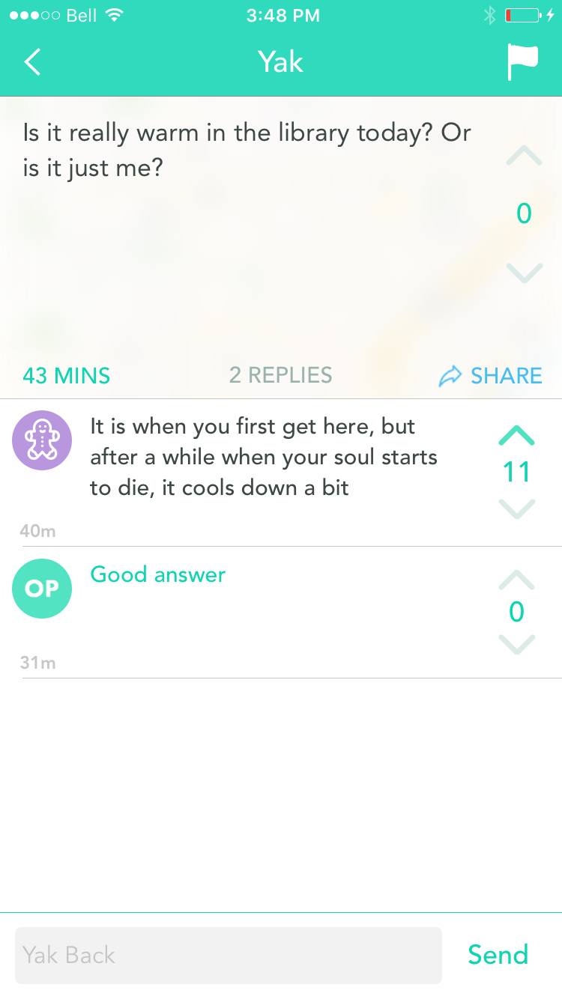 Bell 3:48 PM
Yak
Is it really warm in the library today? Or
is it just me?
0
43 MINS 2 REPLIES SHARE
It is when you first get here, but
after a while when your soul starts
to die, it cools down a bit
11
40m
OP Good answer
0
31m
Yak Back Send